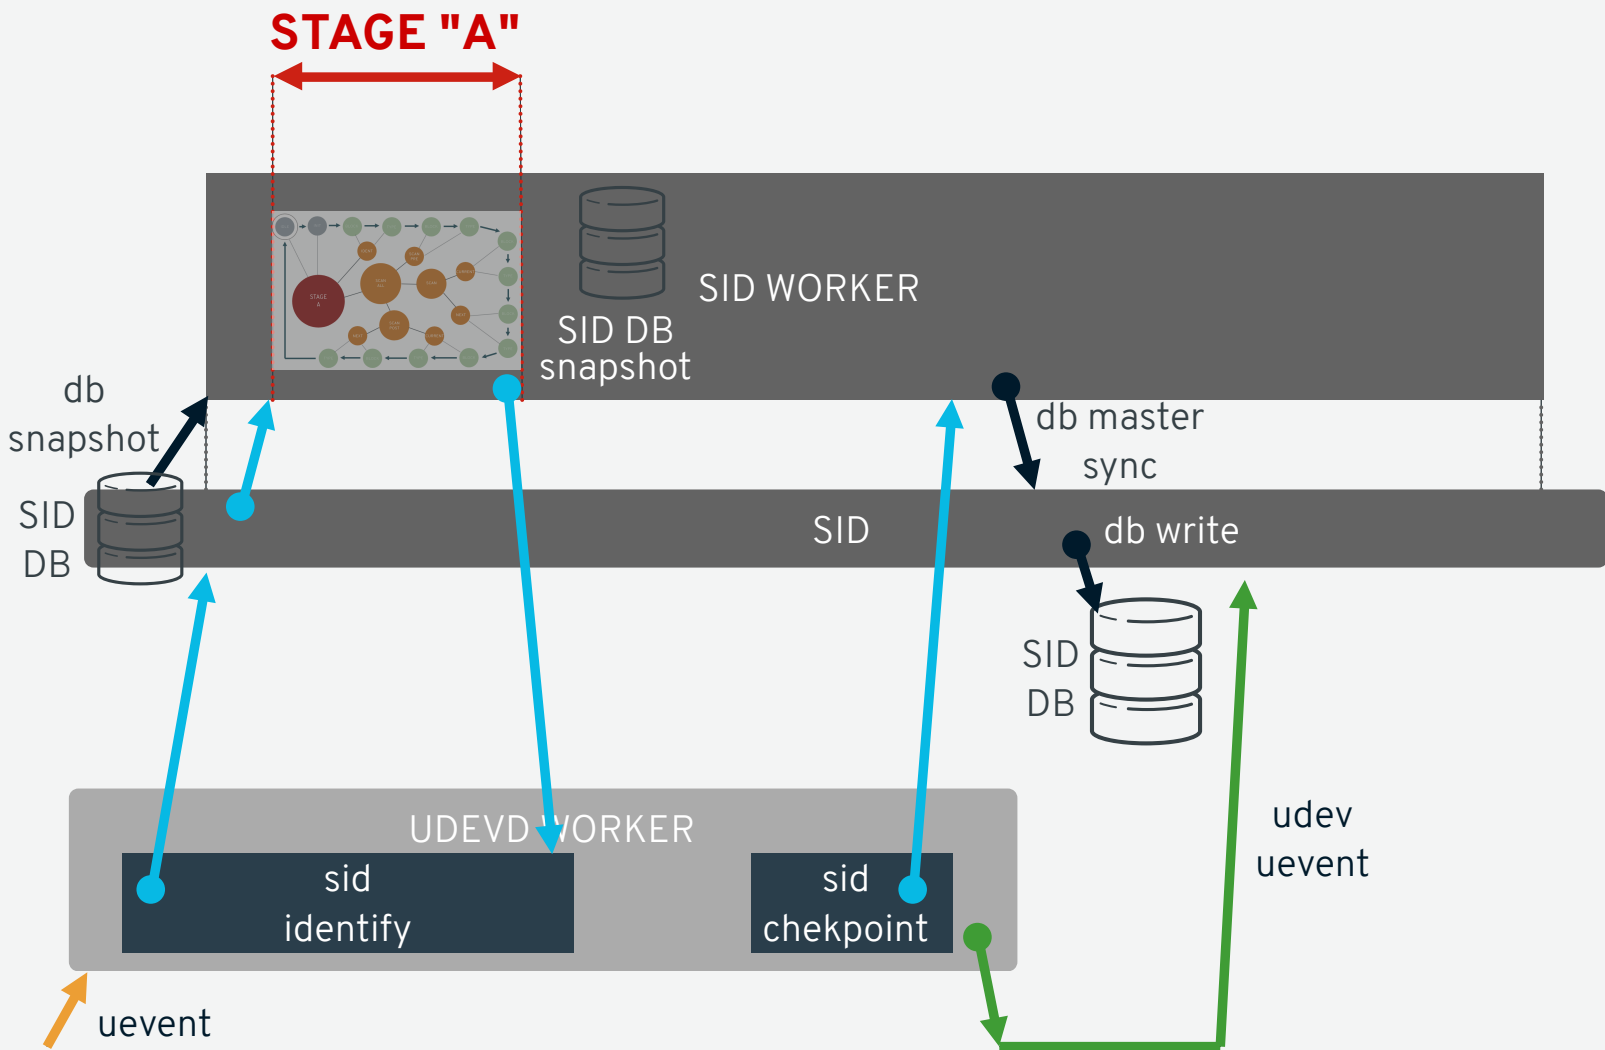 STAGE "A"
STAGE
A
SID WORKER
SID DB
snapshot
db
snapshot
db master
sync
SID
DB
SID
db write
SID
DB
UDEVD WORKER
sid
identify
sid
chekpoint
udev
uevent
uevent